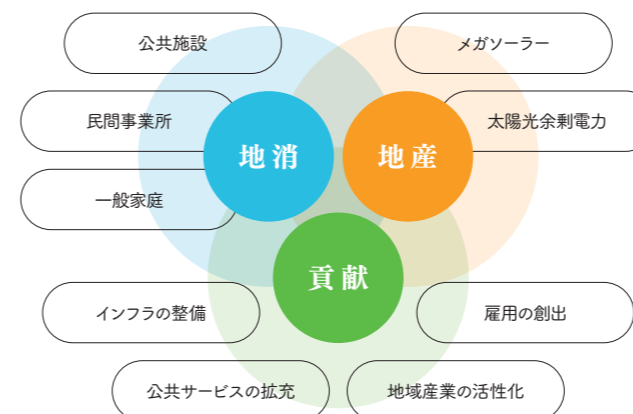 公共施設
メガソーラー
民間事業所
太陽光余剰電力
地消
地産
一般家庭
貢献
インフラの整備
雇用の創出
公共サービスの拡充
地域産業の活性化